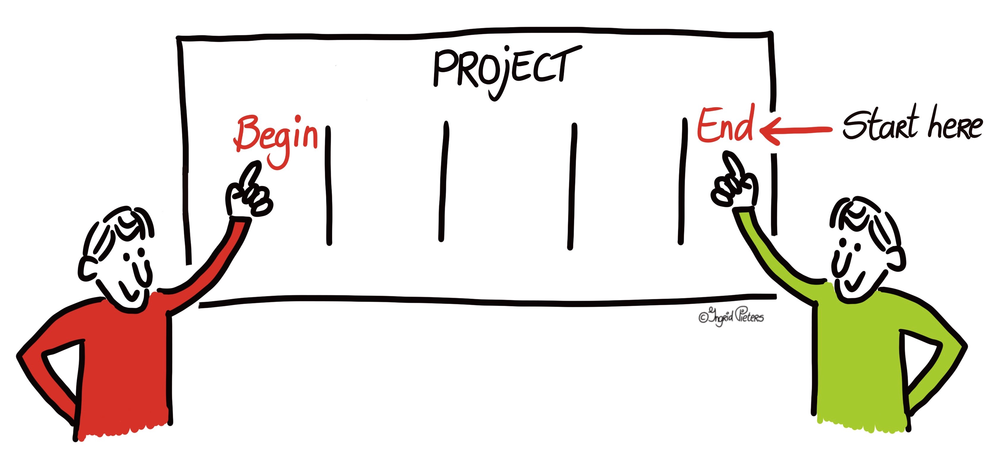 PROjECT
Begin
End
Start here
©Ingrid Pieters